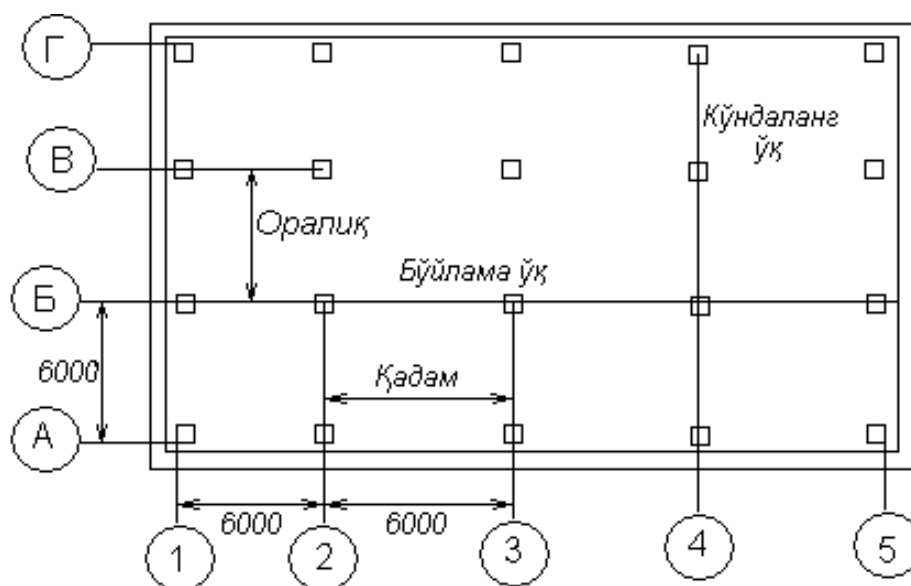 Г
Кўндаланг
ўқ
В
Оралиқ
Бўйлама ўқ
Б
6000
Қадам
А
6000
6000
1
2
3
4
5